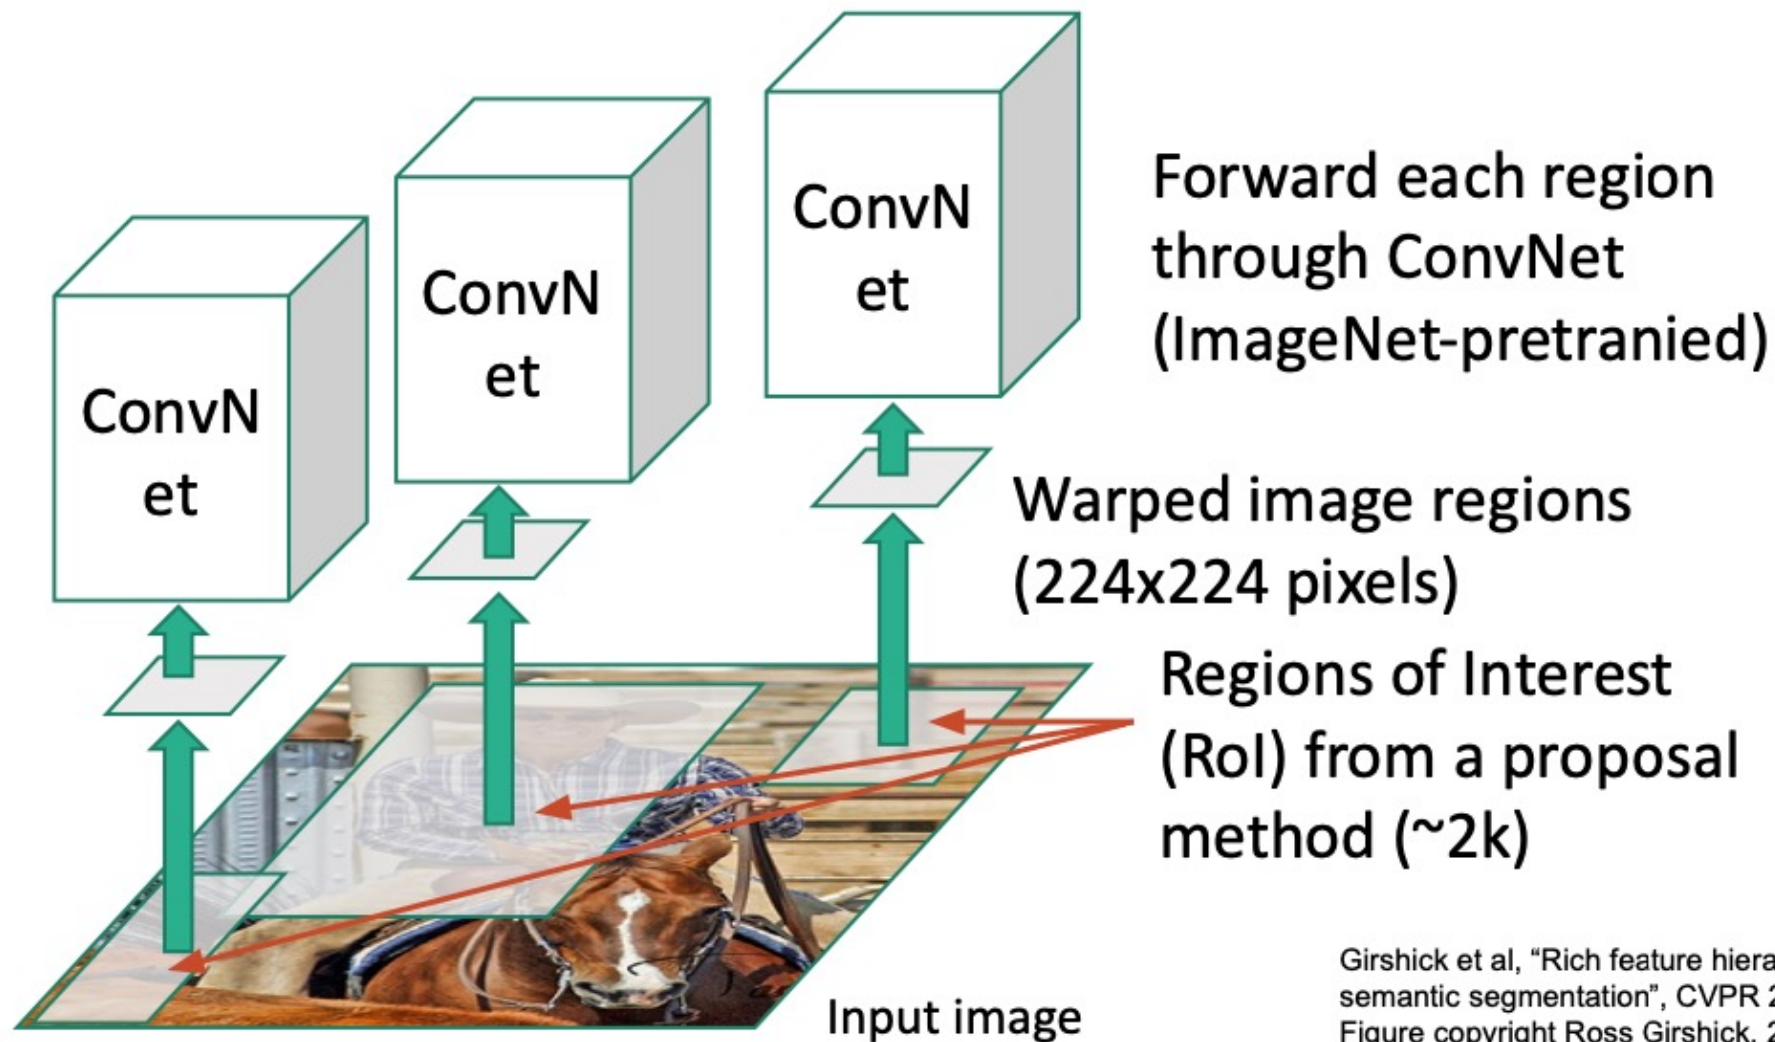 ConvN
et
ConvN
et
ConvN
et
Forward each region
through ConvNet
(ImageNet-pretranied)
Warped image regions
(224x224 pixels)
Regions of Interest
(RoI) from a proposal
method (~2k)
Input image
Girshick et al, “Rich feature hiera
semantic segmentation”, CVPR 2
Figure copyright Ross Girshick, 2